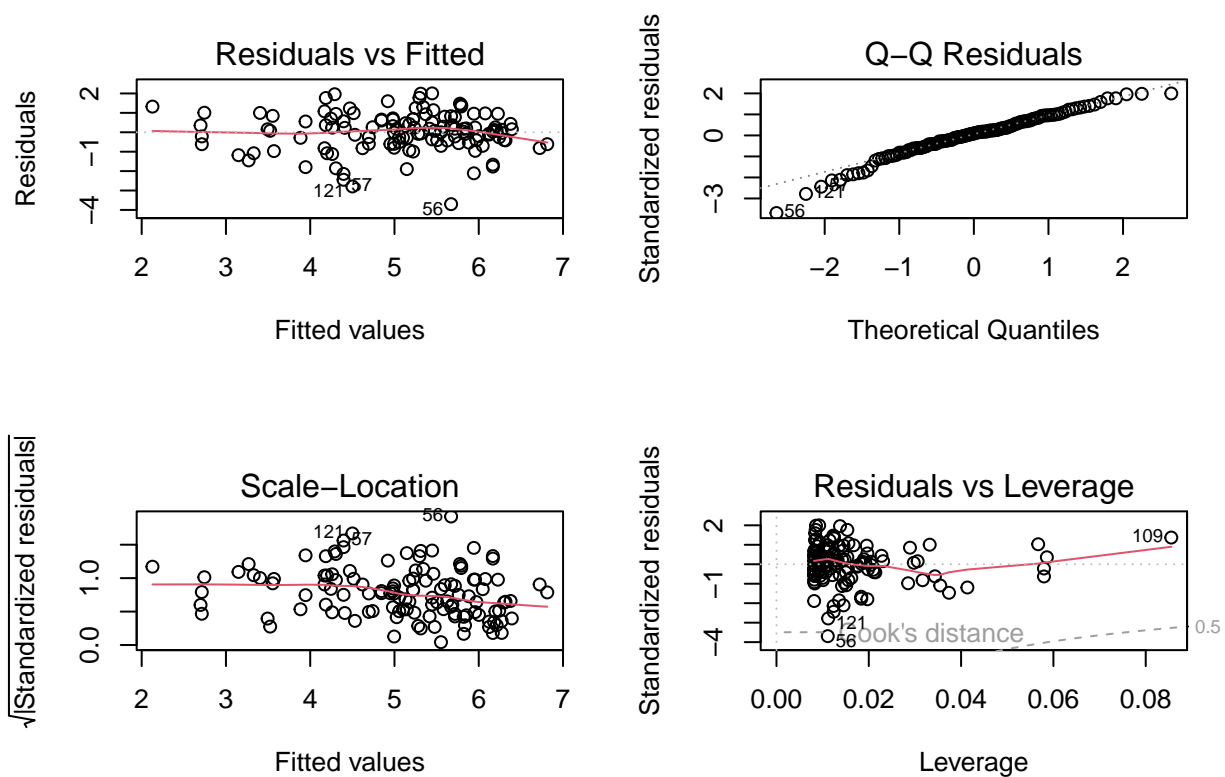 Residuals vs Fitted
Residuals
2
−1
−4
121
57
56
2 3 4 5 6 7
Fitted values
Q−Q Residuals
Standardized residuals
2
0
−3
121
56
−2 −1 0 1 2
Theoretical Quantiles
Scale−Location
√|Standardized residuals|
1.0
0.0
56
121
57
2 3 4 5 6 7
Fitted values
Residuals vs Leverage
Standardized residuals
2
−1
−4
109
121
56
Cook's distance
0.5
0.00 0.02 0.04 0.06 0.08
Leverage